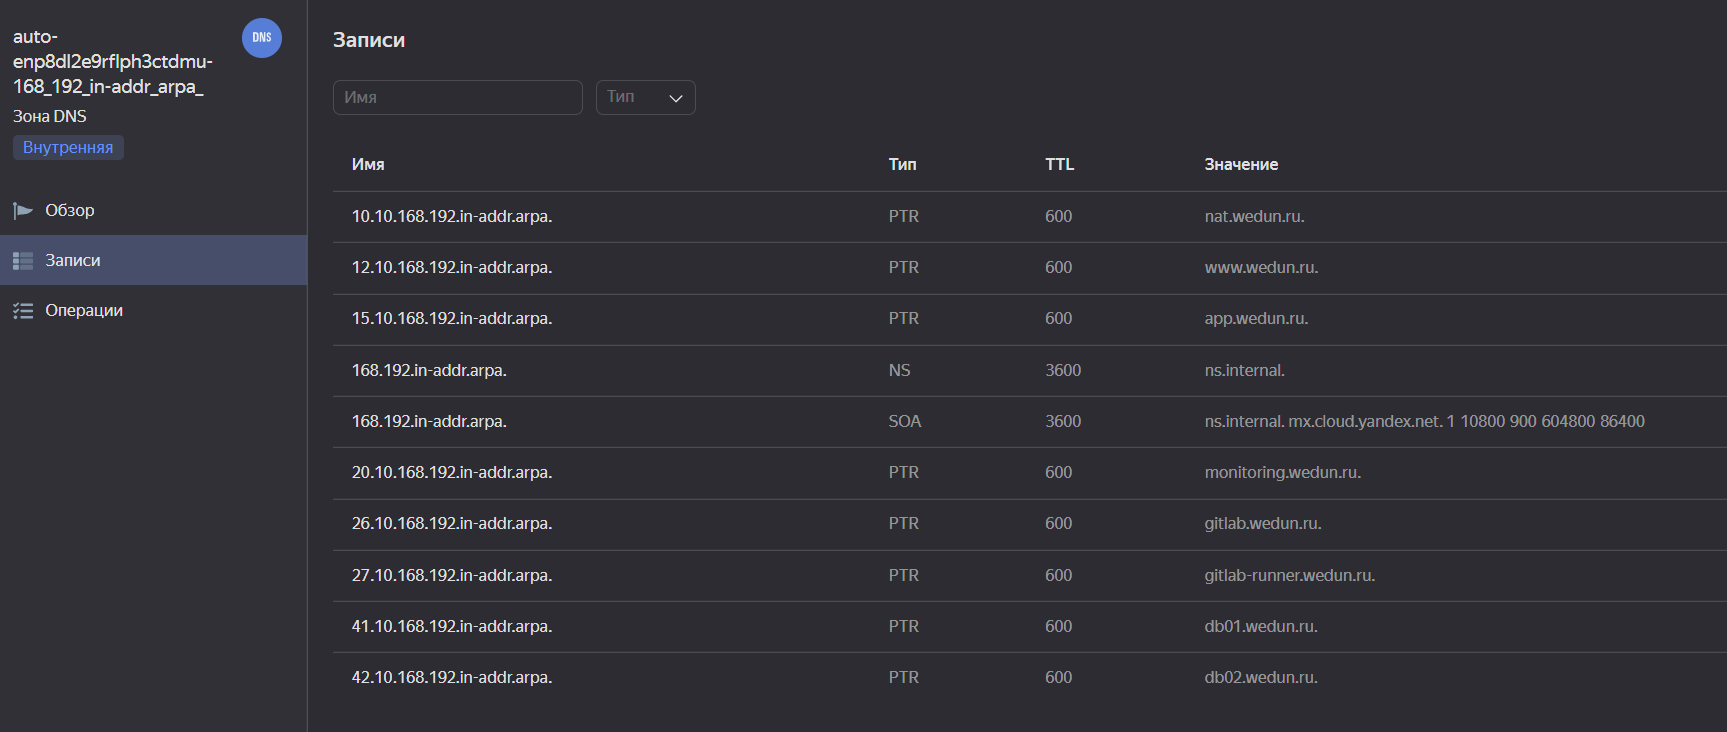 auto-
enp8dl2e9rflph3ctdmu-
168_192_in-addr_arpa_
DNS
Зона DNS
Внутренняя
Обзор
Записи
Операции
Записи
Имя Тип
Имя Тип TTL Значение
10.10.168.192.in-addr.arpa. PTR 600 nat.wedun.ru.
12.10.168.192.in-addr.arpa. PTR 600 www.wedun.ru.
15.10.168.192.in-addr.arpa. PTR 600 app.wedun.ru.
168.192.in-addr.arpa. NS 3600 ns.internal.
168.192.in-addr.arpa. SOA 3600 ns.internal. mx.cloud.yandex.net. 1 10800 900 604800 86400
20.10.168.192.in-addr.arpa. PTR 600 monitoring.wedun.ru.
26.10.168.192.in-addr.arpa. PTR 600 gitlab.wedun.ru.
27.10.168.192.in-addr.arpa. PTR 600 gitlab-runner.wedun.ru.
41.10.168.192.in-addr.arpa. PTR 600 db01.wedun.ru.
42.10.168.192.in-addr.arpa. PTR 600 db02.wedun.ru.